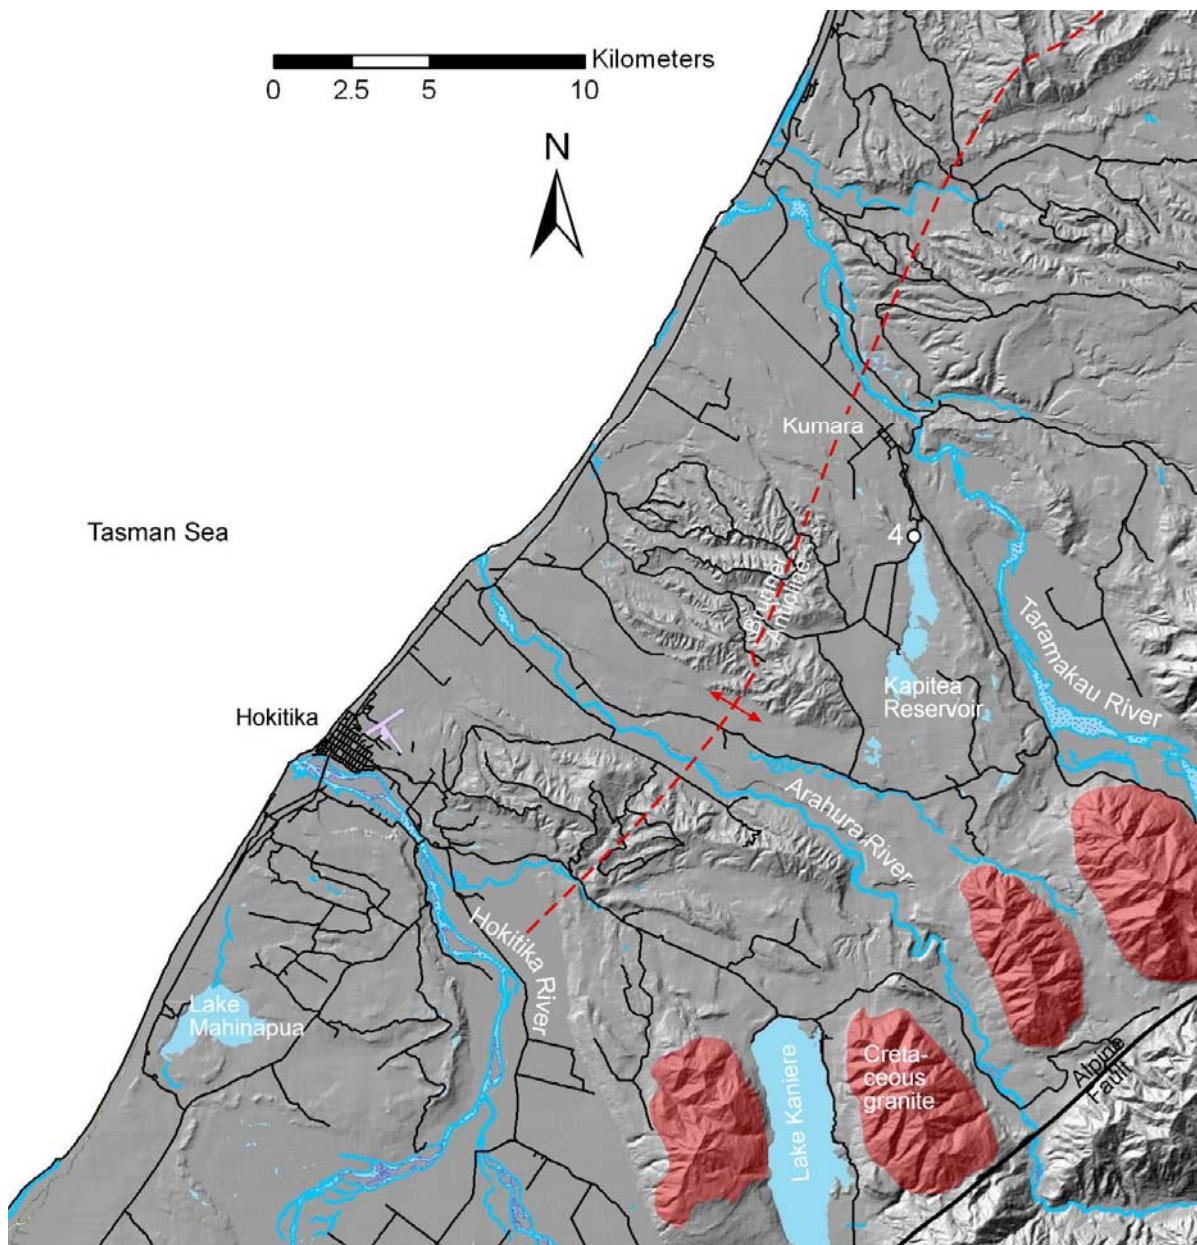 Kilometers
0 2.5 5 10
N
Kumara
Tasman Sea
4
Brunner
Anticline
Taramakau River
Kapitea
Reservoir
Hokitika
Arahura River
Hokitika River
Lake
Mahinapua
Lake Kaniere
Creta-
ceous
granite
Alpine
Fault